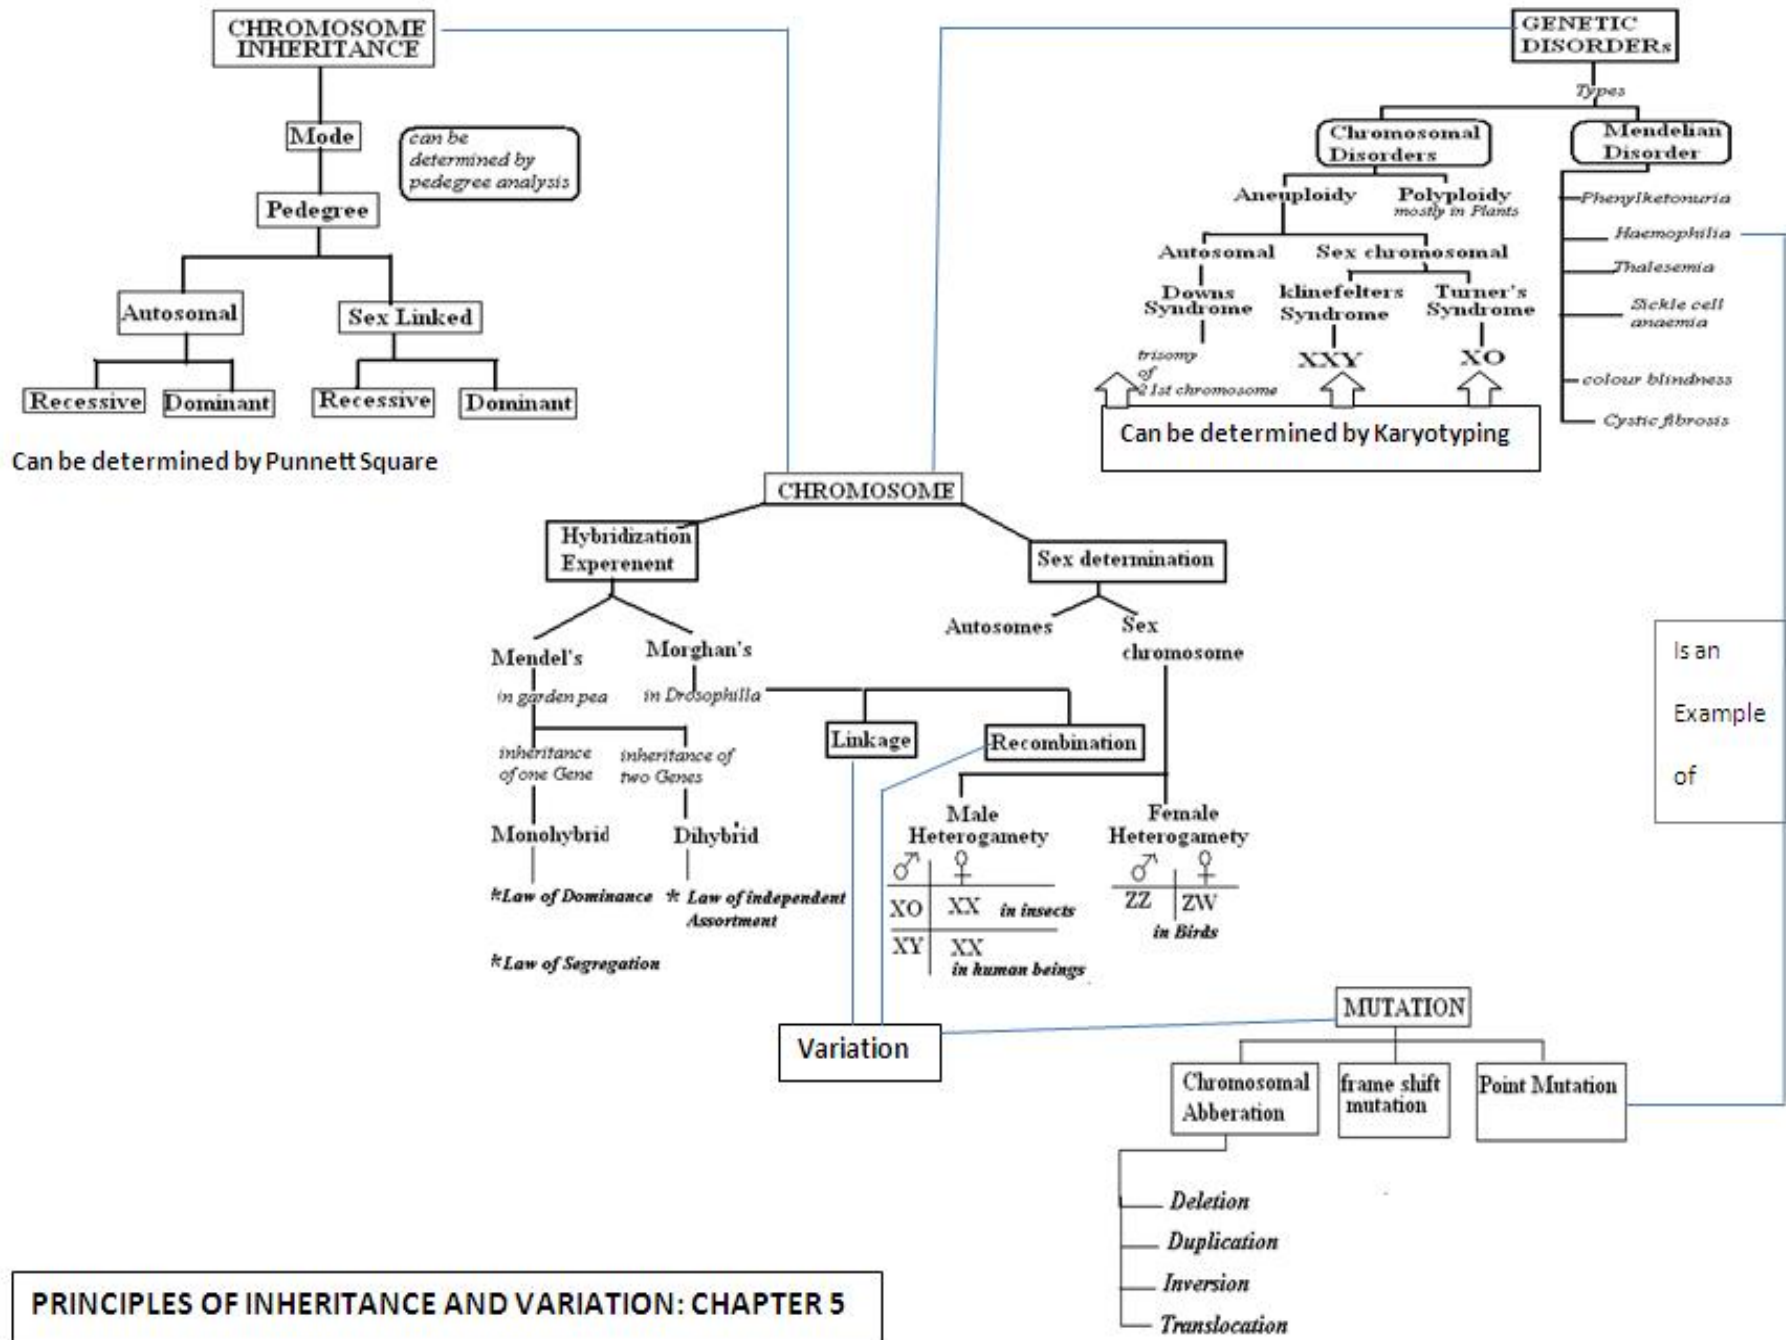 CHROMOSOME
INHERITANCE
Mode
can be
determined by
pedegree analysis
Pedegree
Autosomal
Sex Linked
Recessive
Dominant
Recessive
Dominant
Can be determined by Punnett Square
GENETIC
DISORDERs
Types
Chromosomal
Disorders
Mendelian
Disorder
Aneuploidy
Polyploidy
mostly in Plants
Autosomal
Sex chromosomal
Downs
Syndrome
klinefelters
Syndrome
Turner's
Syndrome
trisomy
of
21st chromosome
XXY
XO
Can be determined by Karyotyping
Phenylketonuria
Haemophilia
Thalesemia
Sickle cell
anaemia
colour blindness
Cystic fibrosis
CHROMOSOME
Hybridization
Experenent
Sex determination
Mendel's
in garden pea
Morghan's
in Drosophilla
Autosomes
Sex
chromosome
Linkage
Recombination
inheritance
of one Gene
inheritance of
two Genes
Monohybrid
Dihybrid
*Law of Dominance
* Law of independent
Assortment
*Law of Segregation
Male
Heterogamety
♂ ♀
XO XX in insects
XY XX
in human beings
Female
Heterogamety
♂ ♀
ZZ ZW
in Birds
Is an
Example
of
Variation
MUTATION
Chromosomal
Abberation
frame shift
mutation
Point Mutation
Deletion
Duplication
Inversion
Translocation
PRINCIPLES OF INHERITANCE AND VARIATION: CHAPTER 5